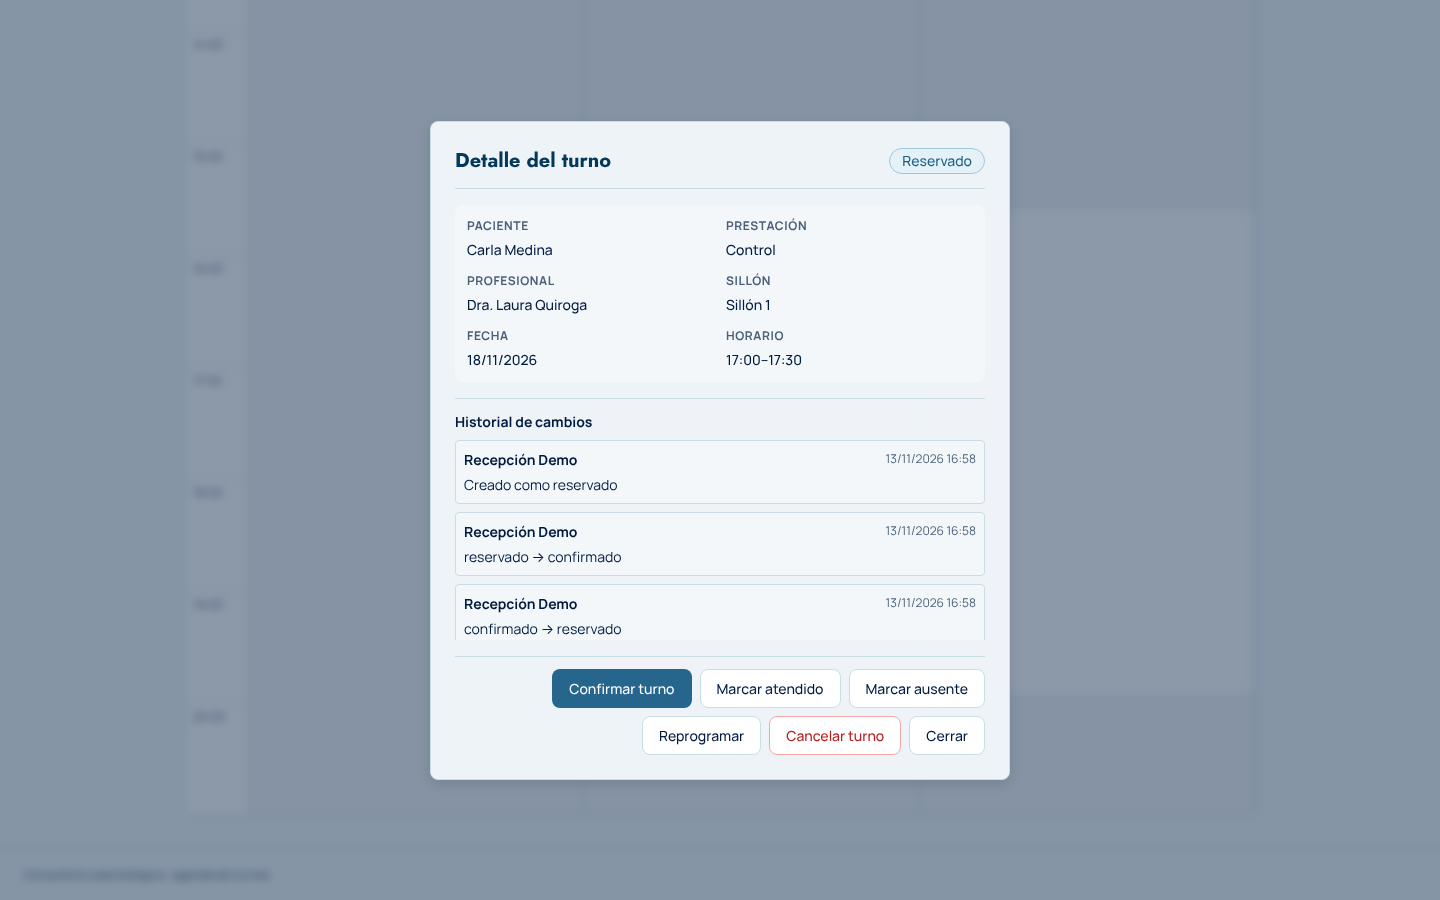 Detalle del turno
Reservado
PACIENTE
PRESTACIÓN
Carla Medina
Control
PROFESIONAL
SILLÓN
Dra. Laura Quiroga
Sillón 1
FECHA
HORARIO
18/11/2026
17:00–17:30
Historial de cambios
Recepción Demo
13/11/2026 16:58
Creado como reservado
Recepción Demo
13/11/2026 16:58
reservado → confirmado
Recepción Demo
13/11/2026 16:58
confirmado → reservado
Confirmar turno
Marcar atendido
Marcar ausente
Reprogramar
Cancelar turno
Cerrar